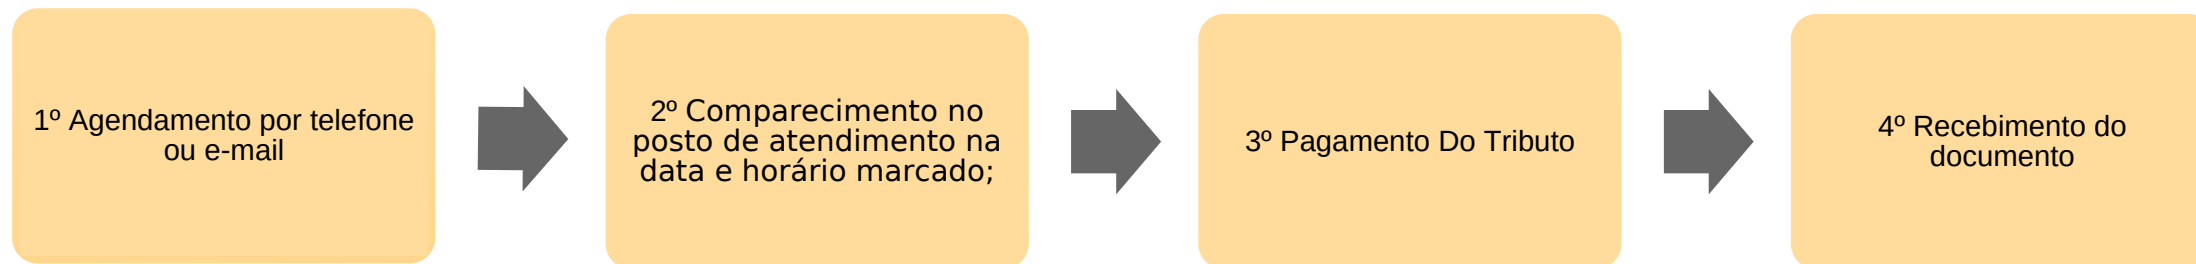 1º Agendamento por telefone
ou e-mail
2º Comparecimento no
posto de atendimento na
data e horário marcado;
3º Pagamento Do Tributo
4º Recebimento do
documento